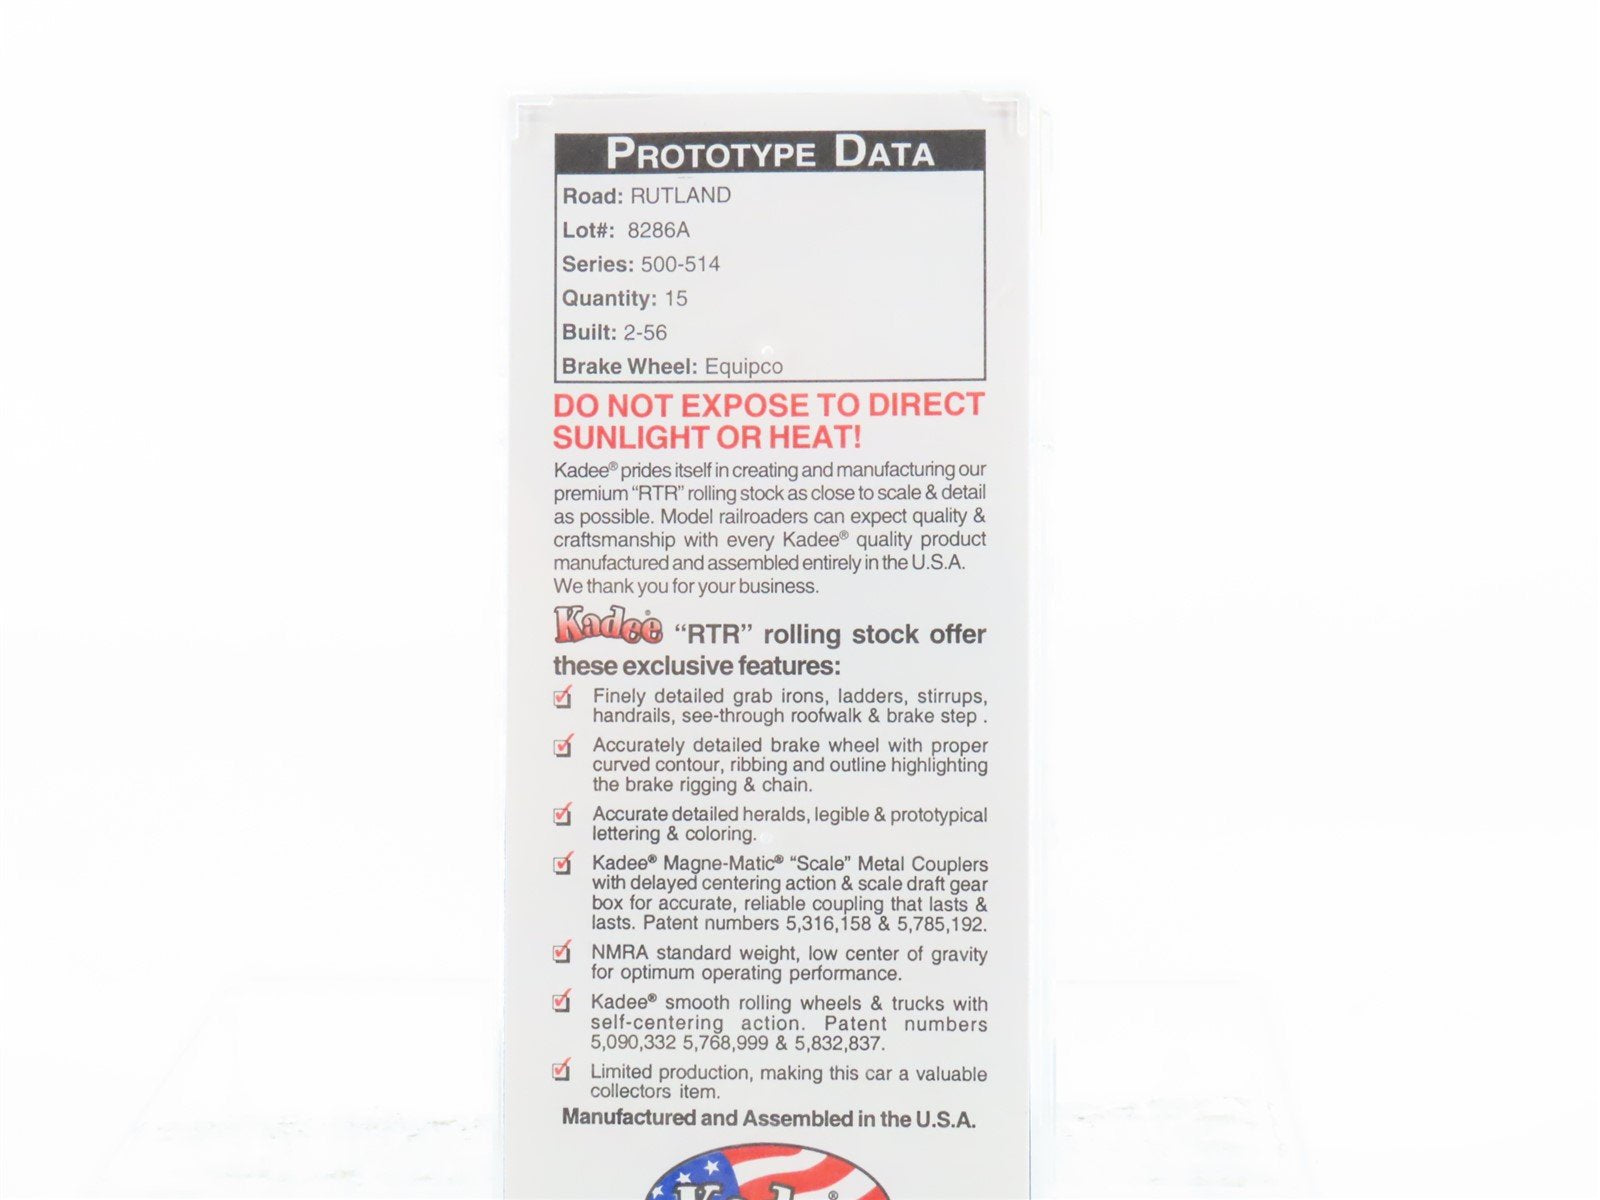 PROTOTYPE DATA
Road: RUTLAND
Lot#: 8286A
Series: 500-514
Quantity: 15
Built: 2-56
Brake Wheel: Equipco
DO NOT EXPOSE TO DIRECT
SUNLIGHT OR HEAT!
Kadee® prides itself in creating and manufacturing our
premium “RTR” rolling stock as close to scale & detail
as possible. Model railroaders can expect quality &
craftsmanship with every Kadee® quality product
manufactured and assembled entirely in the U.S.A.
We thank you for your business.
Kadee® “RTR” rolling stock offer
these exclusive features:
Finely detailed grab irons, ladders, stirrups,
handrails, see-through roofwalk & brake step .
Accurately detailed brake wheel with proper
curved contour, ribbing and outline highlighting
the brake rigging & chain.
Accurate detailed heralds, legible & prototypical
lettering & coloring.
Kadee® Magne-Matic® “Scale” Metal Couplers
with delayed centering action & scale draft gear
box for accurate, reliable coupling that lasts &
lasts. Patent numbers 5,316,158 & 5,785,192.
NMRA standard weight, low center of gravity
for optimum operating performance.
Kadee® smooth rolling wheels & trucks with
self-centering action. Patent numbers
5,090,332 5,768,999 & 5,832,837.
Limited production, making this car a valuable
collectors item.
Manufactured and Assembled in the U.S.A.
Kadee®